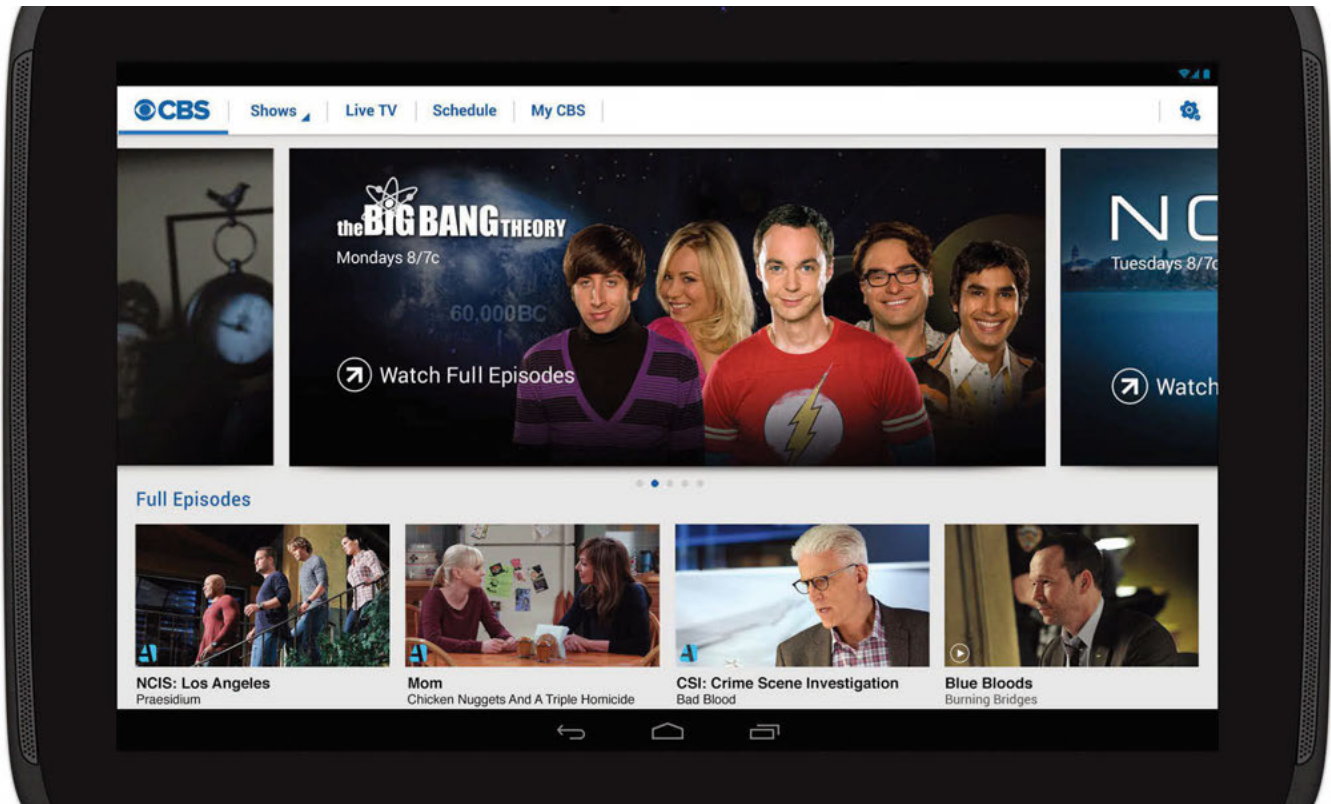 CBS
Shows
Live TV
Schedule
My CBS
the BIG BANG THEORY
Mondays 8/7c
60,000BC
Watch Full Episodes
NC
Tuesdays 8/7c
Watch
Full Episodes
NCIS: Los Angeles
Praesidium
Mom
Chicken Nuggets And A Triple Homicide
CSI: Crime Scene Investigation
Bad Blood
Blue Bloods
Burning Bridges